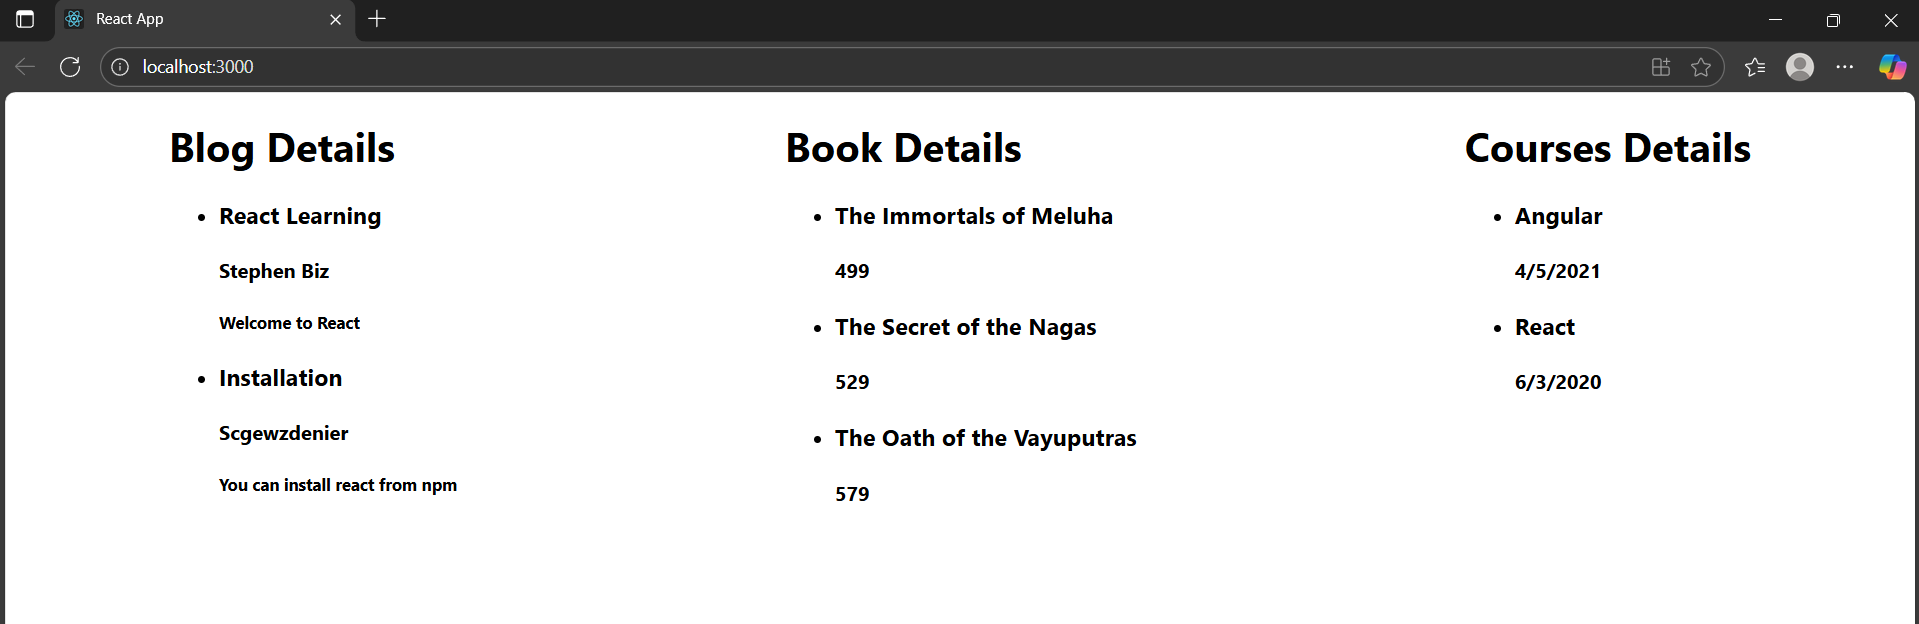 React App
localhost:3000
Blog Details
React Learning
Stephen Biz
Welcome to React
Installation
Scgewzdenier
You can install react from npm
Book Details
The Immortals of Meluha
499
The Secret of the Nagas
529
The Oath of the Vayuputras
579
Courses Details
Angular
4/5/2021
React
6/3/2020